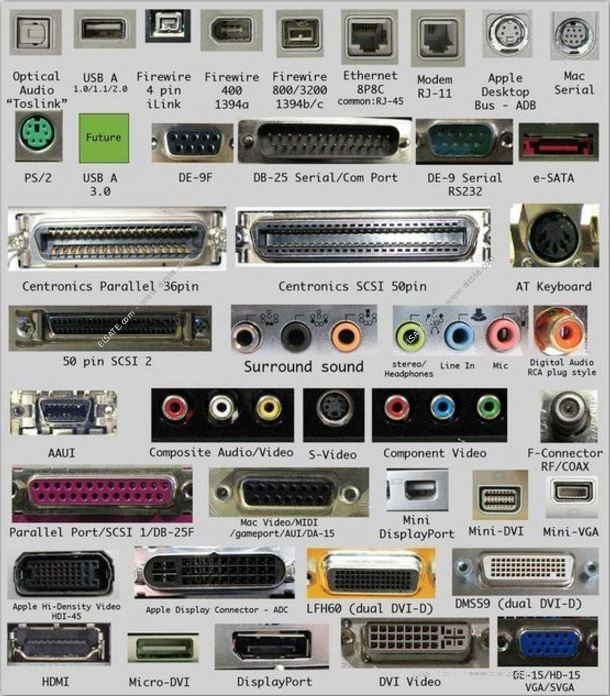 Optical
Audio
"Toslink"
USB A
1.0/1.1/2.0
Firewire
4 pin
iLink
Firewire
400
1394a
Firewire
800/3200
1394b/c
Ethernet
8P8C
common:RJ-45
Modem
RJ-11
Apple
Desktop
Bus - ADB
Mac
Serial
PS/2
Future
USB A
3.0
DE-9F
DB-25 Serial/Com Port
DE-9 Serial
RS232
e-SATA
Centronics Parallel 36pin
Centronics SCSI 50pin
AT Keyboard
EISATE.com
50 pin SCSI 2
Surround sound
stereo/
Headphones
Line In
Mic
Digital Audio
RCA plug style
AAUI
Composite Audio/Video
S-Video
Component Video
F-Connector
RF/COAX
Parallel Port/SCSI 1/DB-25F
Mac Video/MIDI
/gameport/AUI/DA-15
Mini
DisplayPort
Mini-DVI
Mini-VGA
Apple Hi-Density Video
HDI-45
Apple Display Connector - ADC
LFH60 (dual DVI-D)
DMS59 (dual DVI-D)
HDMI
Micro-DVI
DisplayPort
DVI Video
DE-15/HD-15
VGA/SVGA